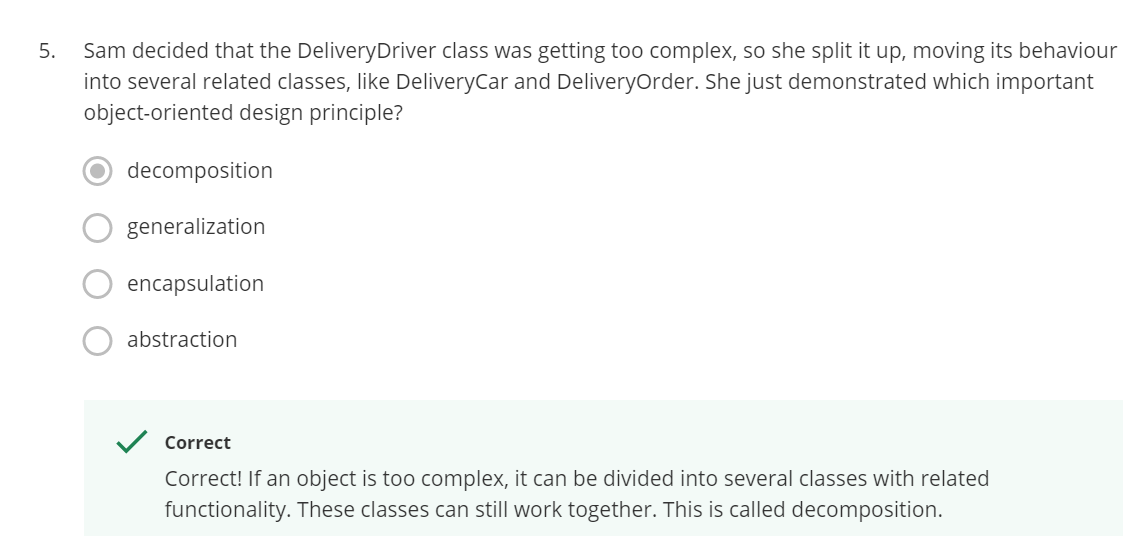 5. Sam decided that the DeliveryDriver class was getting too complex, so she split it up, moving its behaviour
into several related classes, like DeliveryCar and DeliveryOrder. She just demonstrated which important
object-oriented design principle?
decomposition
generalization
encapsulation
abstraction
Correct
Correct! If an object is too complex, it can be divided into several classes with related
functionality. These classes can still work together. This is called decomposition.